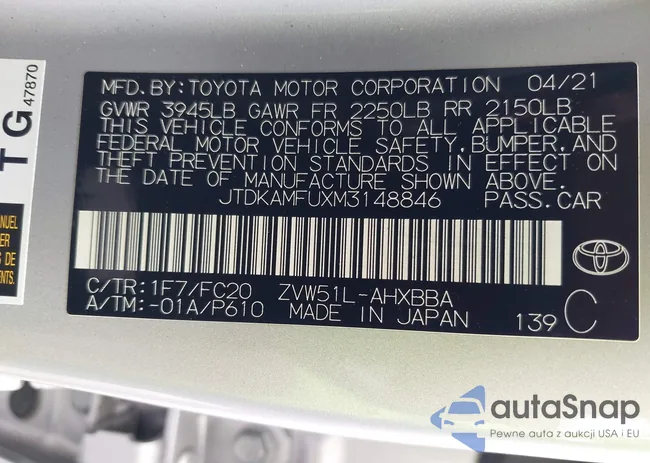 MFD. BY: TOYOTA MOTOR CORPORATION 04/21
GVWR 3945LB GAWR FR 2250LB RR 2150LB
THIS VEHICLE CONFORMS TO ALL APPLICABLE
FEDERAL MOTOR VEHICLE SAFETY, BUMPER, AND
THEFT PREVENTION STANDARDS IN EFFECT ON
THE DATE OF MANUFACTURE SHOWN ABOVE.
JTDKAMFUXM3148846 PASS. CAR
C/TR: 1F7/FC20 ZVW51L-AHXBBA
A/TM: -01A/P610 MADE IN JAPAN
139 C
TG
47870
DE
ENTS.
autaSnap
Pewne auta z aukcji USA i EU